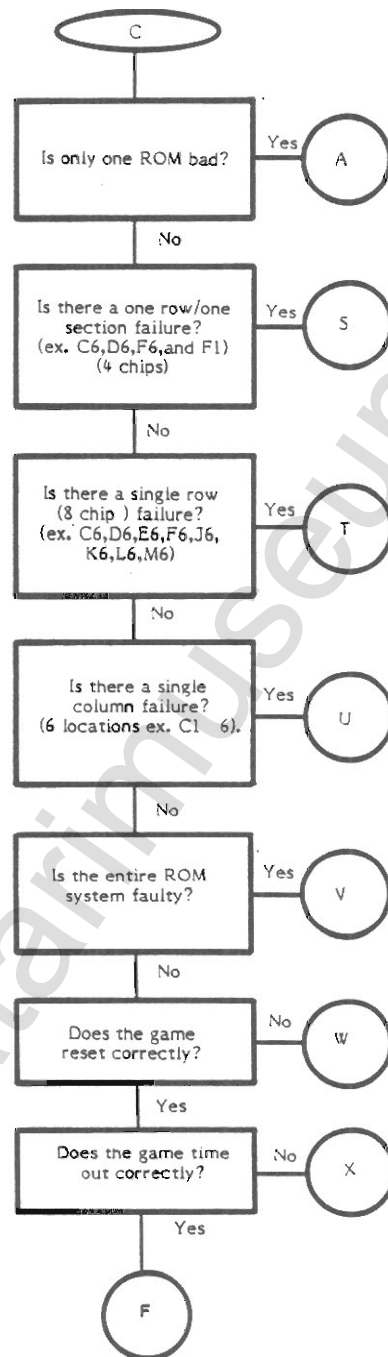 C
Is only one ROM bad?
Yes
A
No
Is there a one row/one
section failure?
(ex. C6,D6,F6,and F1)
(4 chips)
Yes
S
No
Is there a single row
(8 chip ) failure?
(ex. C6,D6,E6,F6,J6,
K6,L6,M6)
Yes
T
No
Is there a single
column failure?
(6 locations ex. C1 6).
Yes
U
No
Is the entire ROM
system faulty?
Yes
V
No
Does the game
reset correctly?
No
W
Yes
Does the game time
out correctly?
No
X
Yes
F